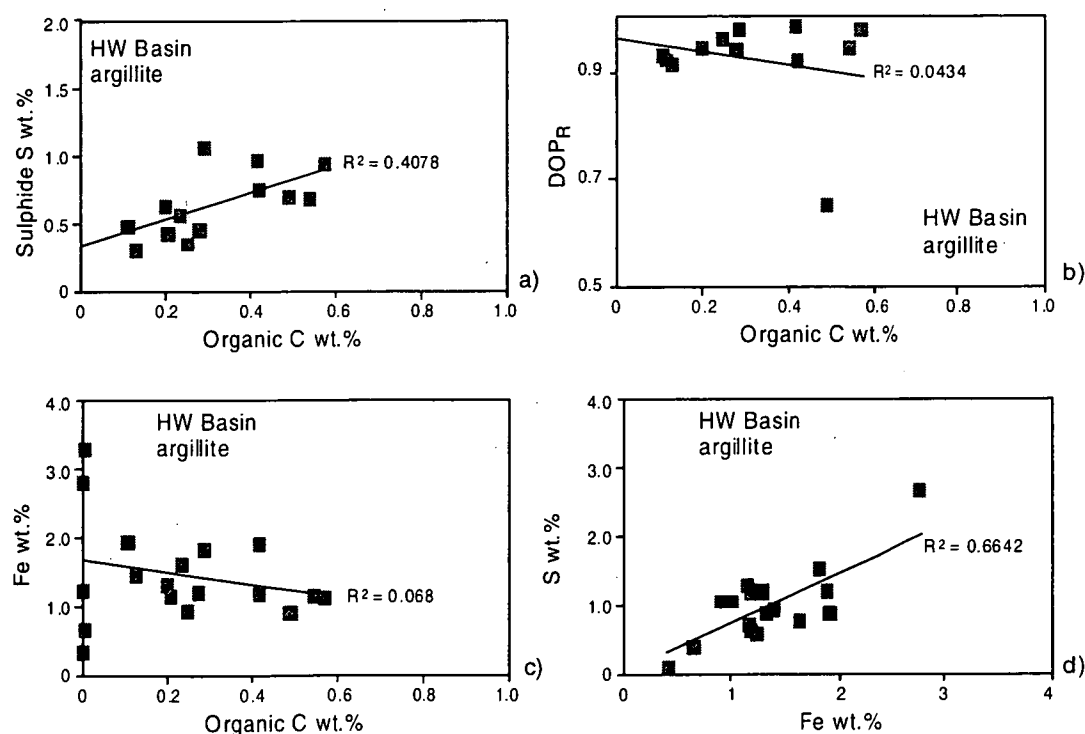 2.0
HW Basin
argillite
1.5
Sulphide S wt.%
1.0
R² = 0.4078
0.5
0
0.2 0.4 0.6 0.8 1.0
Organic C wt.%
a)
0.9
R² = 0.0434
DOP_R
0.7
HW Basin
argillite
0.5
0 0.2 0.4 0.6 0.8 1.0
Organic C wt.%
b)
4.0
HW Basin
argillite
3.0
Fe wt.%
2.0
1.0
R² = 0.068
0
0 0.2 0.4 0.6 0.8 1.0
Organic C wt.%
c)
4.0
HW Basin
argillite
3.0
S wt.%
2.0
R² = 0.6642
1.0
0
0 1 2 3 4
Fe wt.%
d)